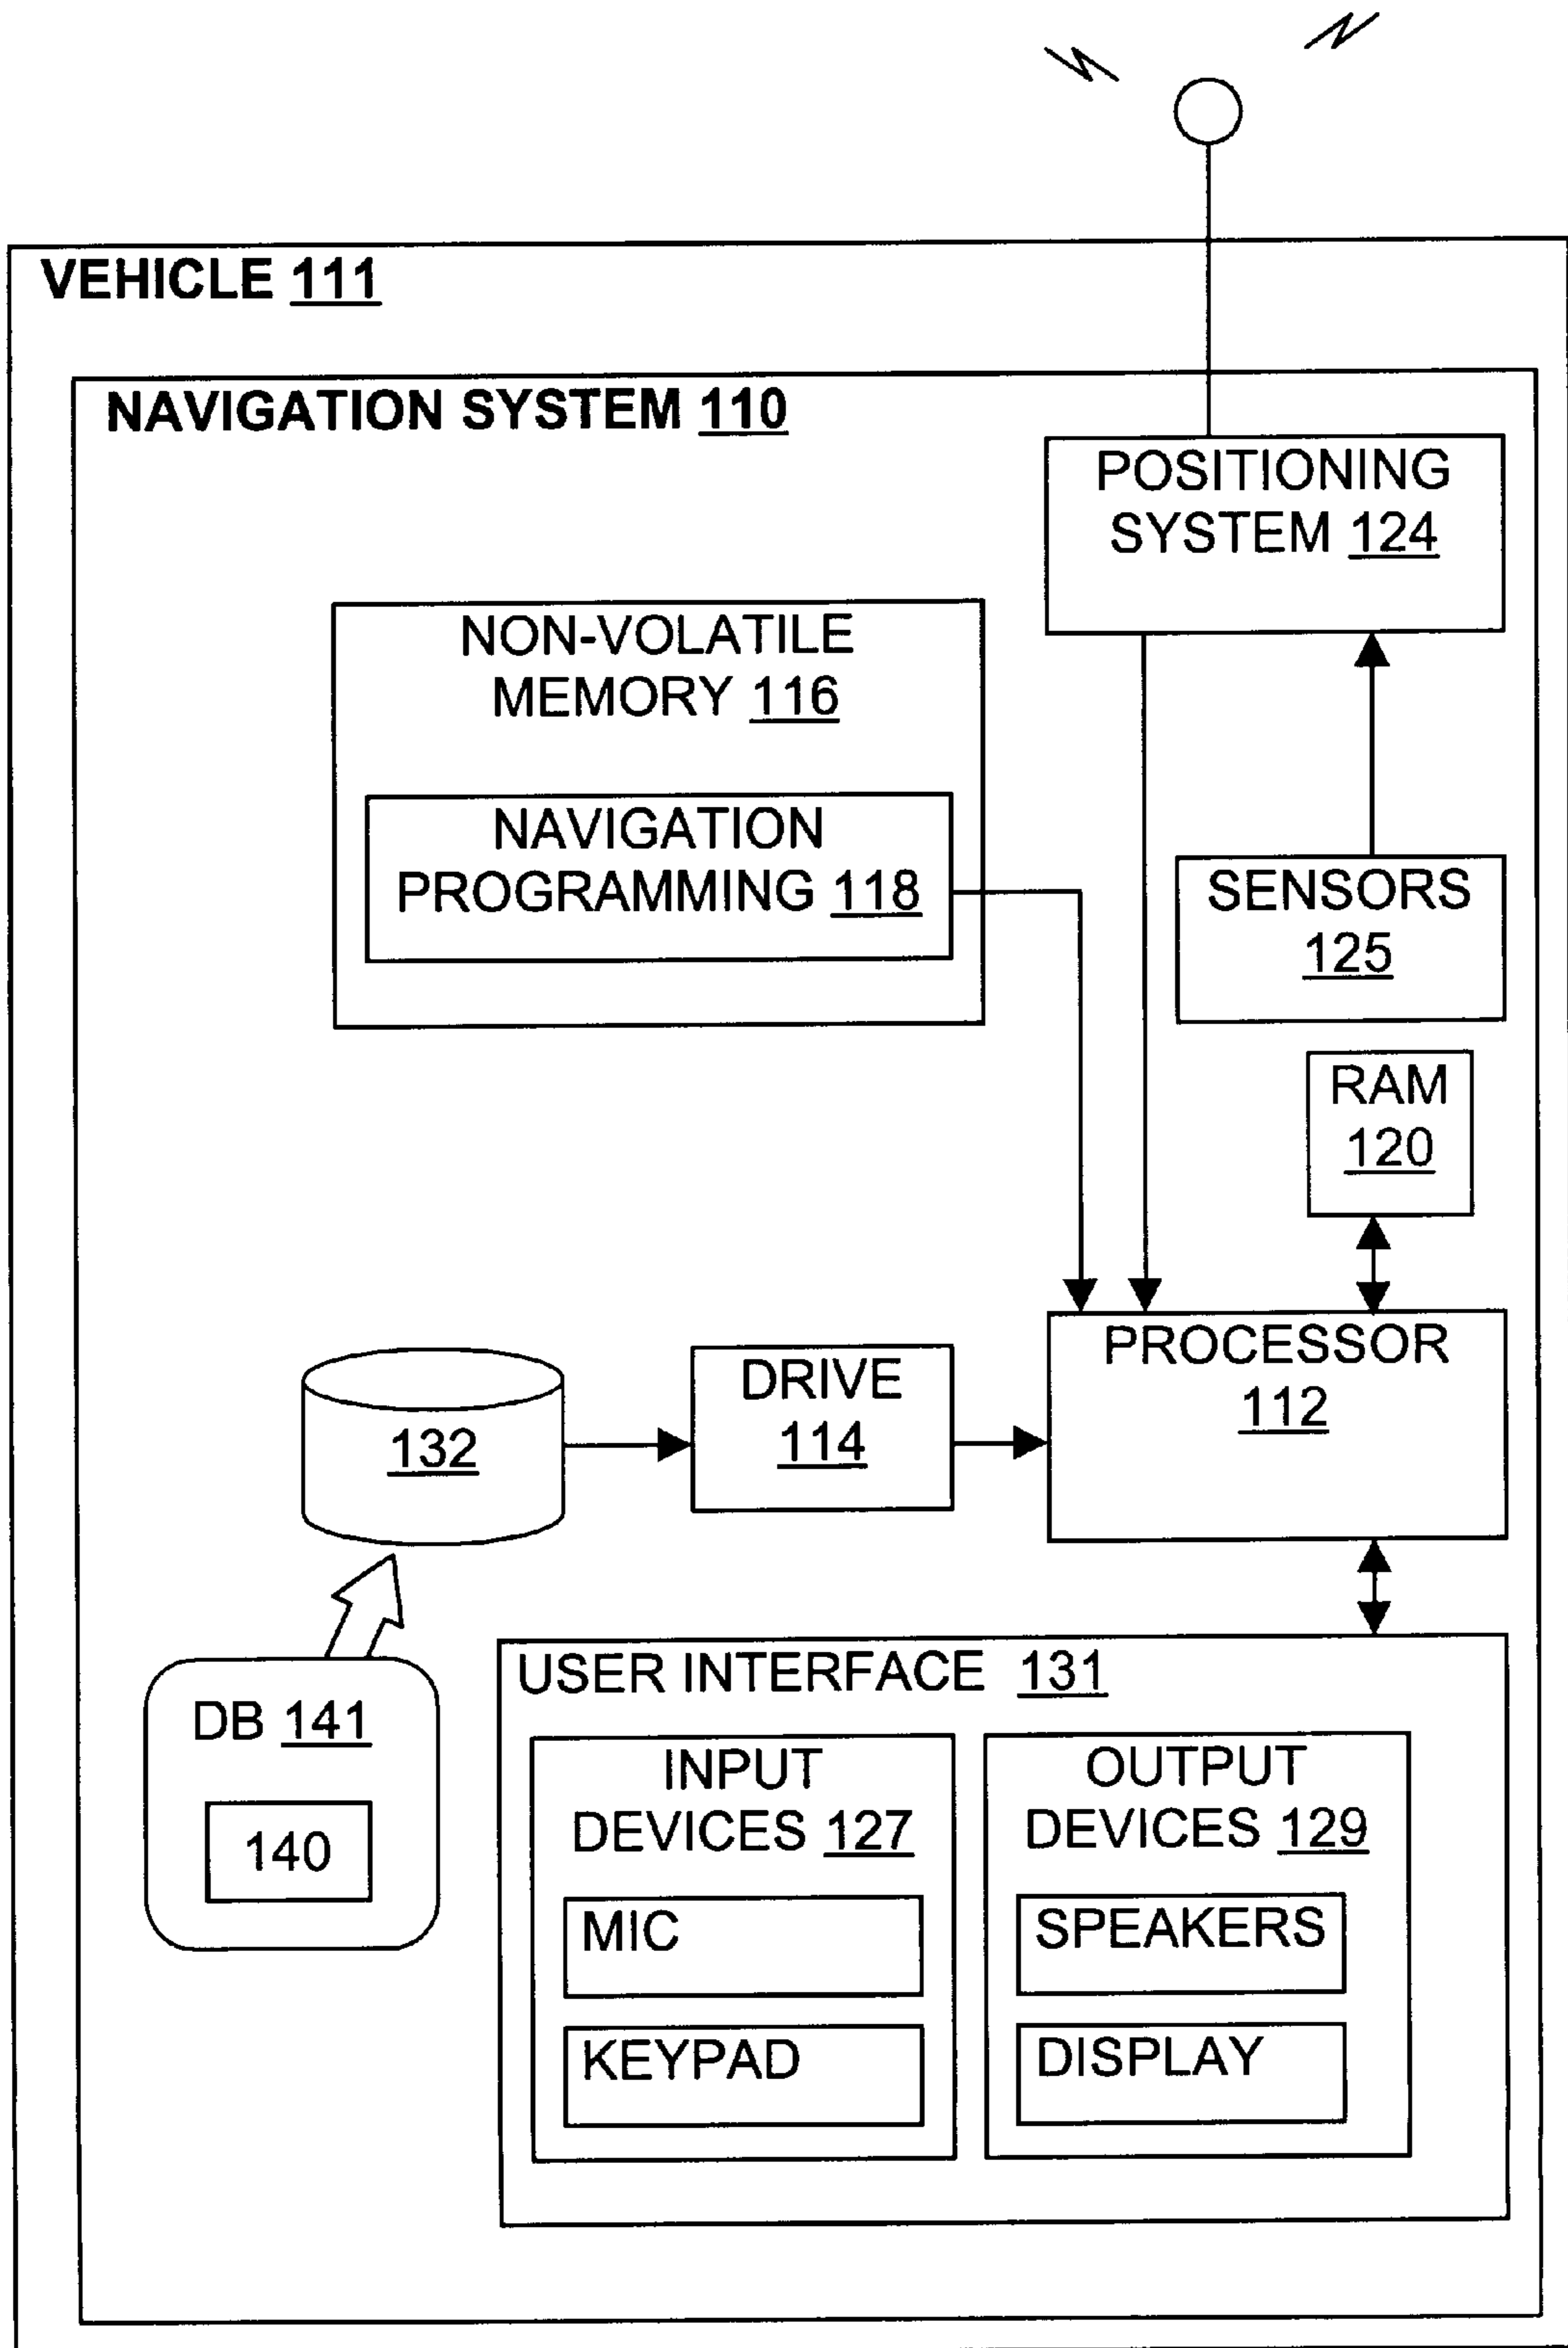 VEHICLE 111
NAVIGATION SYSTEM 110
POSITIONING
SYSTEM 124
NON-VOLATILE
MEMORY 116
NAVIGATION
PROGRAMMING 118
SENSORS
125
RAM
120
PROCESSOR
112
DRIVE
114
132
USER INTERFACE 131
DB 141
140
INPUT
DEVICES 127
MIC
KEYPAD
OUTPUT
DEVICES 129
SPEAKERS
DISPLAY